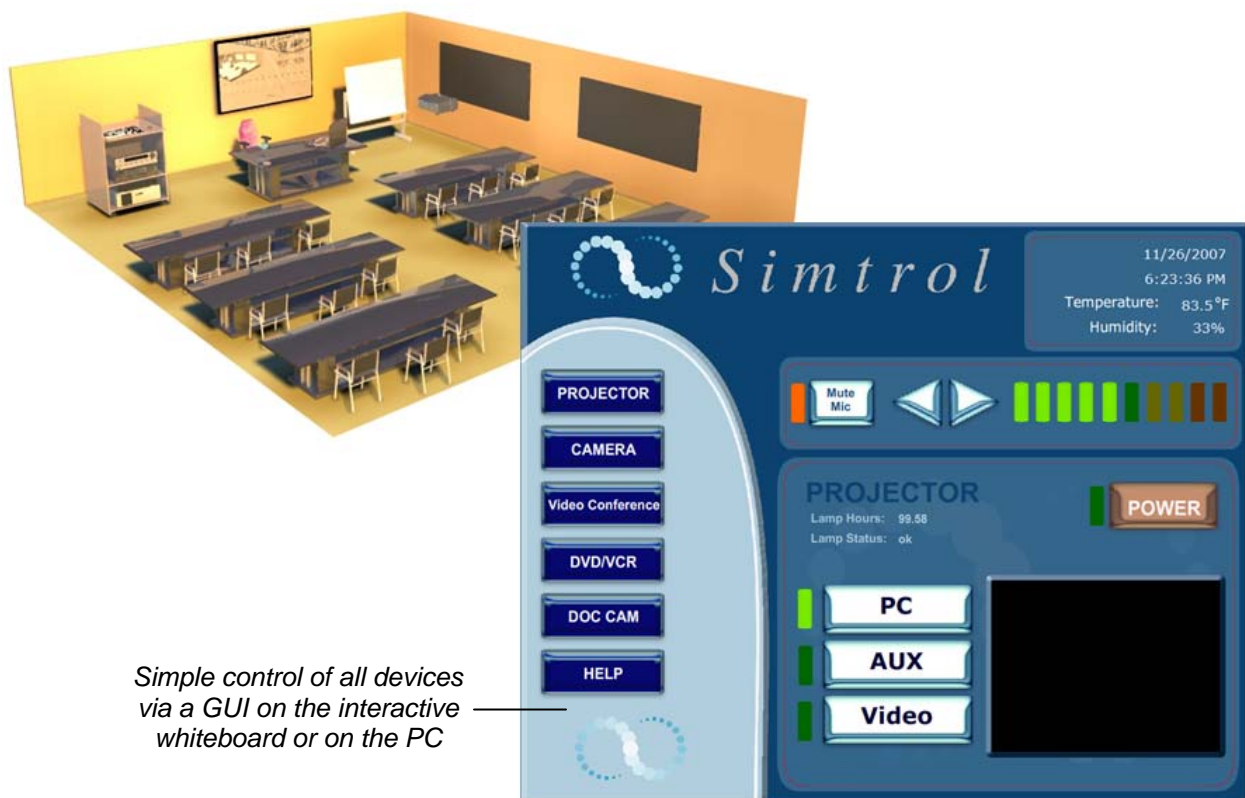 Simtrol
11/26/2007
6:23:36 PM
Temperature: 83.5°F
Humidity: 33%
PROJECTOR
CAMERA
Video Conference
DVD/VCR
DOC CAM
HELP
Mute
Mic
PROJECTOR
Lamp Hours: 99.58
Lamp Status: ok
POWER
PC
AUX
Video
Simple control of all devices
via a GUI on the interactive
whiteboard or on the PC